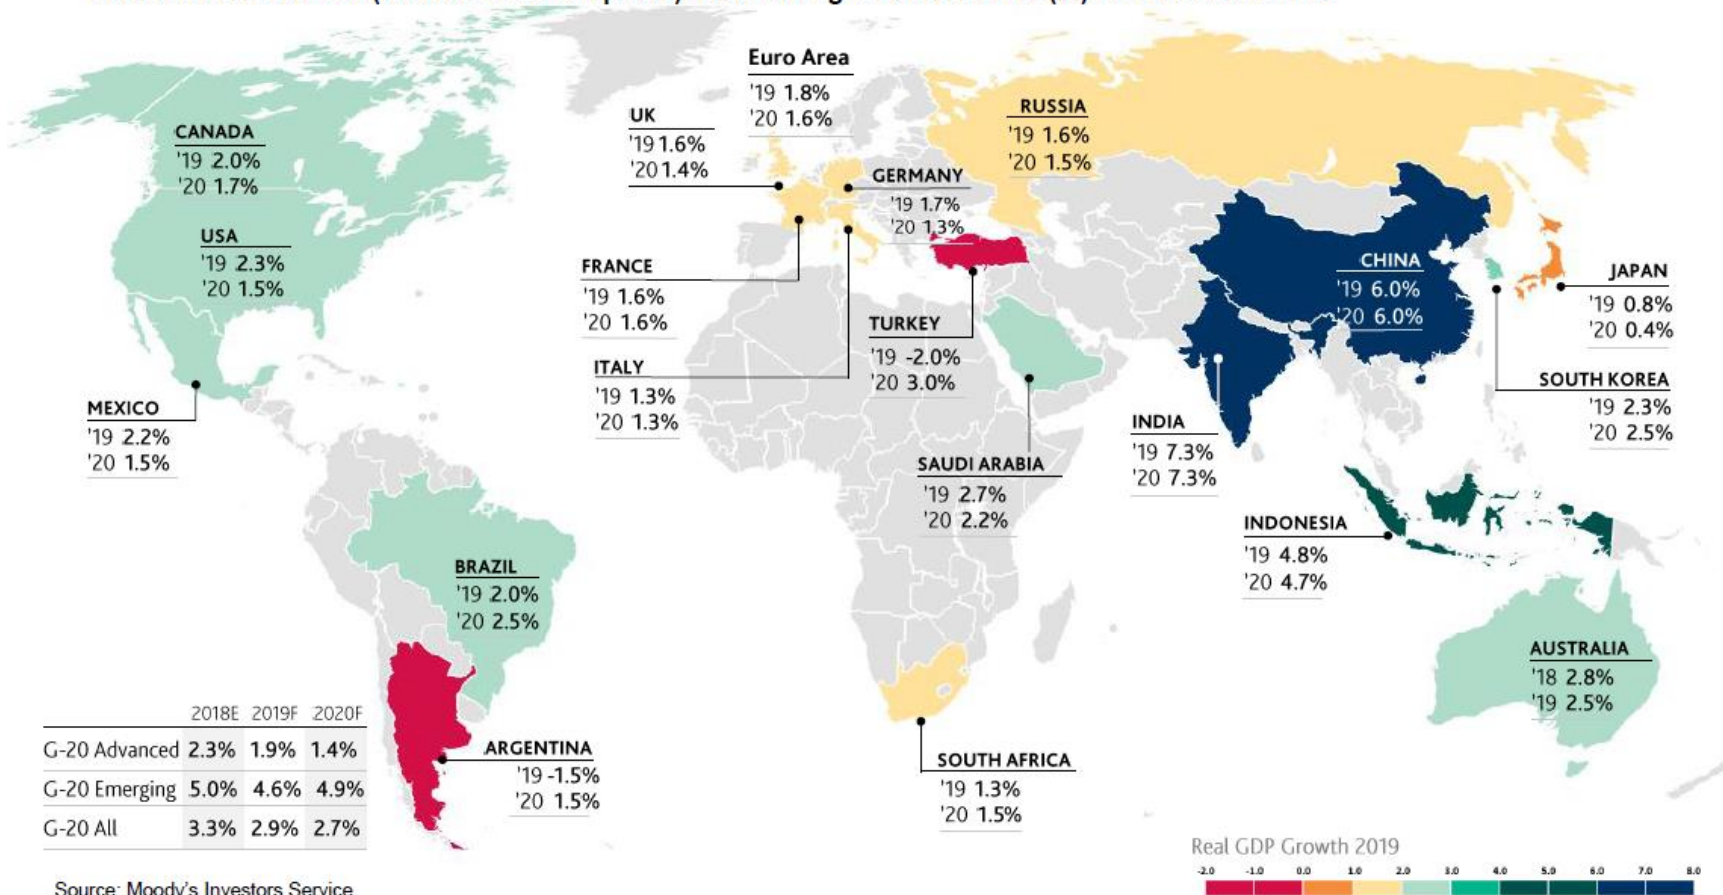 Euro Area
'19 1.8%
'20 1.6%
UK
'19 1.6%
'20 1.4%
RUSSIA
'19 1.6%
'20 1.5%
CANADA
'19 2.0%
'20 1.7%
GERMANY
'19 1.7%
'20 1.3%
USA
'19 2.3%
'20 1.5%
FRANCE
'19 1.6%
'20 1.6%
CHINA
'19 6.0%
'20 6.0%
JAPAN
'19 0.8%
'20 0.4%
TURKEY
'19 -2.0%
'20 3.0%
ITALY
'19 1.3%
'20 1.3%
SOUTH KOREA
'19 2.3%
'20 2.5%
MEXICO
'19 2.2%
'20 1.5%
INDIA
'19 7.3%
'20 7.3%
SAUDI ARABIA
'19 2.7%
'20 2.2%
INDONESIA
'19 4.8%
'20 4.7%
BRAZIL
'19 2.0%
'20 2.5%
AUSTRALIA
'18 2.8%
'19 2.5%
ARGENTINA
'19 -1.5%
'20 1.5%
SOUTH AFRICA
'19 1.3%
'20 1.5%
2018E 2019F 2020F
G-20 Advanced 2.3% 1.9% 1.4%
G-20 Emerging 5.0% 4.6% 4.9%
G-20 All 3.3% 2.9% 2.7%
Real GDP Growth 2019
-2.0 -1.0 0.0 1.0 2.0 3.0 4.0 5.0 6.0 7.0 8.0
Source: Moody's Investors Service